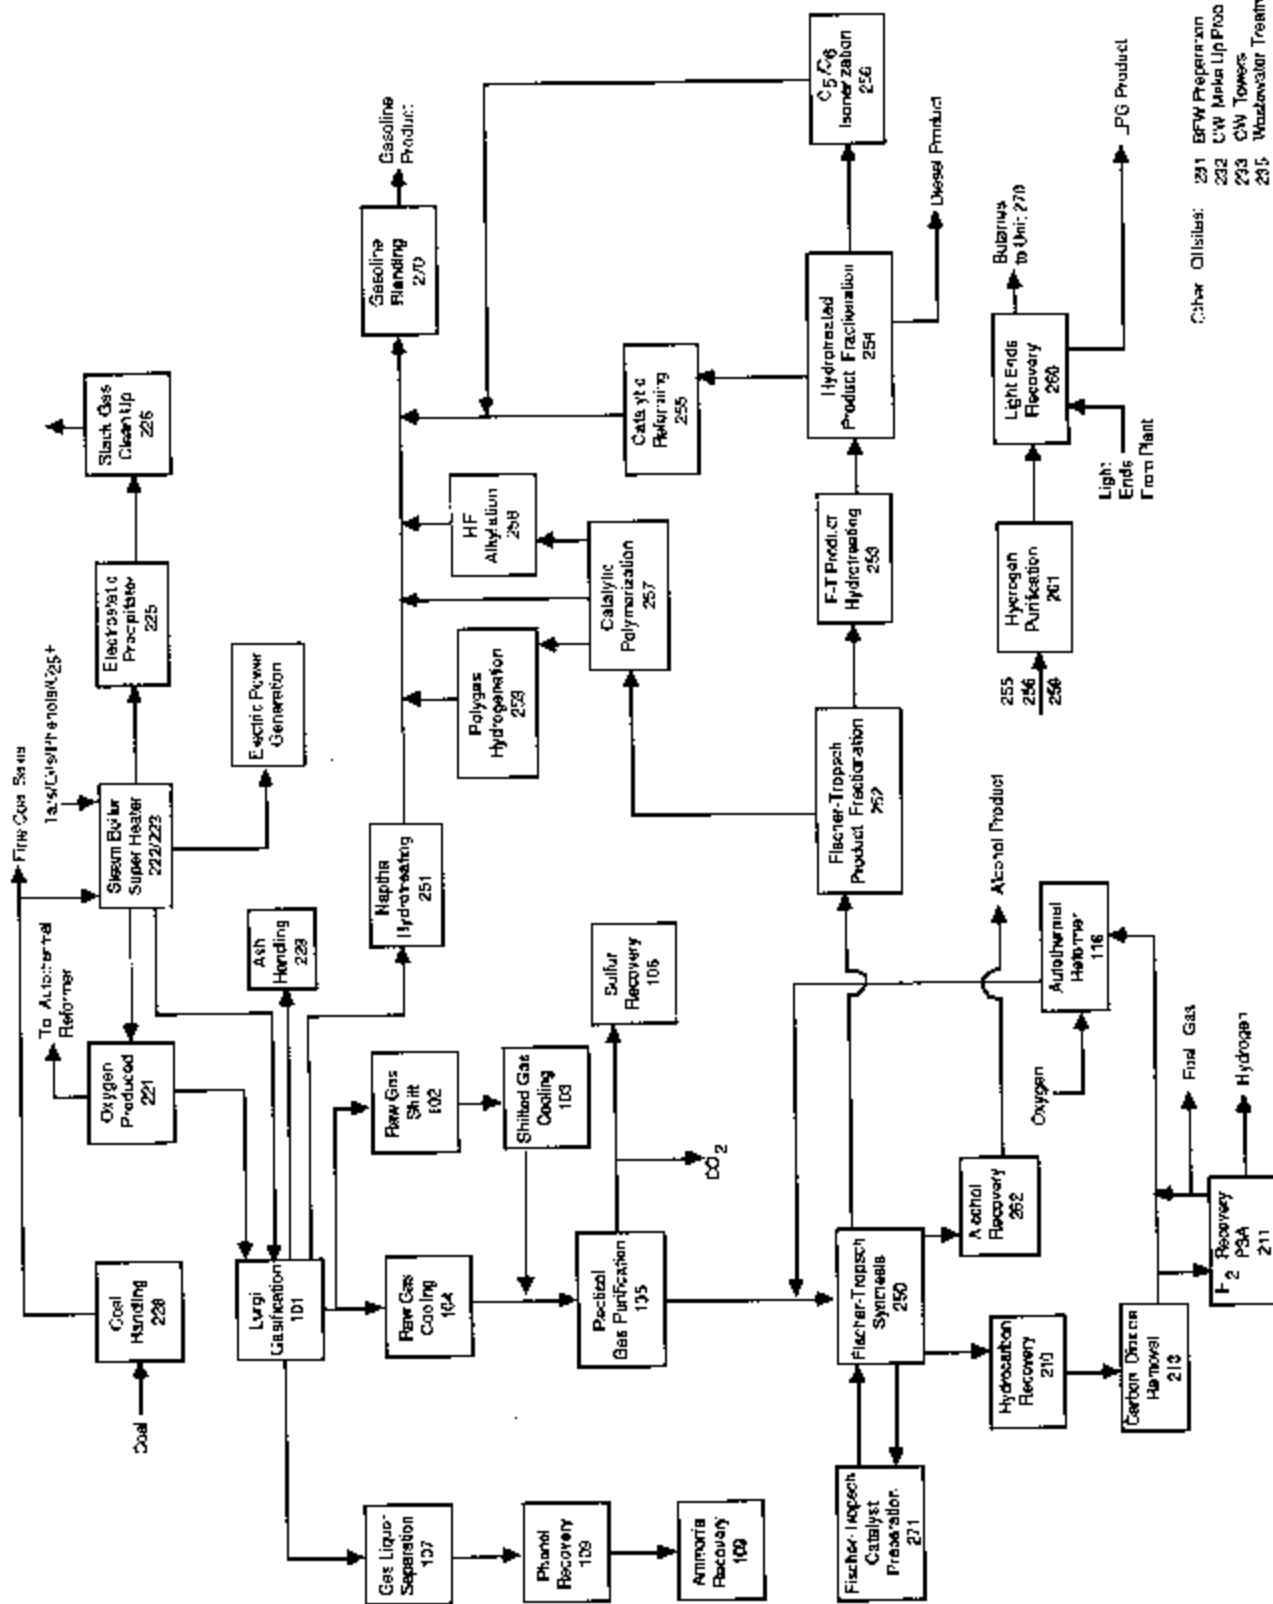 Coal
Coal
Handling
228
Fine Coal Sales
To Autothermal
Reformer
Oxygen
Produced
221
Steam Boiler
Super Heater
222/223
Electrostatic
Precipitator
225
Stack Gas
Clean Up
226
Electric Power
Generation
Lurgi
Gasification
101
Ash
Handling
229
Gas Liquor
Separation
107
Phenol
Recovery
Ammonia
Recovery
109
Raw Gas
Cooling
104
Raw Gas
Shift
102
Shifted Gas
Cooling
103
Rectisol
Gas Purification
105
Sulfur
Recovery
106
CO2
Naptha
Hydrotreating
251
Polygas
Hydrogenation
259
HF
Alkylation
258
Catalytic
Polymerization
257
Gasoline
Blending
270
Gasoline
Product
Catalytic
Reforming
255
C5/C6
Isomerization
256
Fischer-Tropsch
Catalyst
Preparation
271
Fischer-Tropsch
Synthesis
250
Fischer-Tropsch
Product Fractionation
252
F-T Product
Hydrotreating
253
Hydrotreated
Product Fractionation
254
Diesel Product
Alcohol
Recovery
262
Alcohol Product
Hydrocarbon
Recovery
210
Carbon Dioxide
Removal
213
H2 Recovery
PSA
211
Fuel Gas
Hydrogen
Oxygen
Autothermal
Reformer
116
255
256
Hydrogen
Purification
261
Light Ends
Recovery
260
Butanes
to Unit 270
Light
Ends
From Plant
LPG Product
Other Offsites:
231 BFW Preparation
232 CW Make Up
233 CW Towers
235 Wastewater